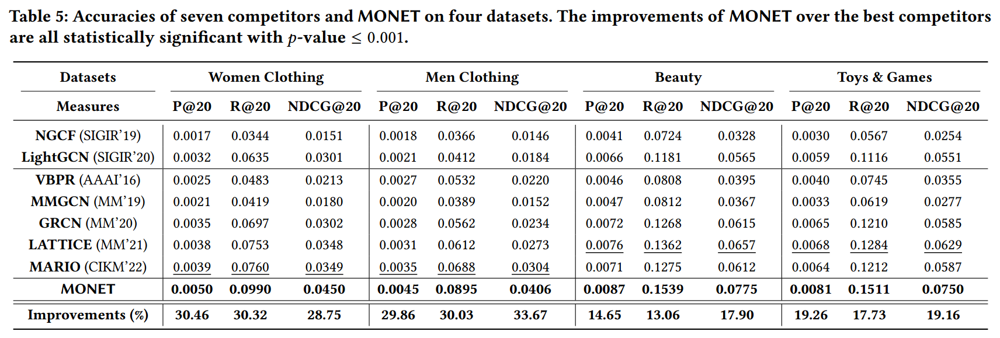 Table 5: Accuracies of seven competitors and MONET on four datasets. The improvements of MONET over the best competitors
are all statistically significant with p-value ≤ 0.001.
Datasets Women Clothing Men Clothing Beauty Toys & Games
Measures P@20 R@20 NDCG@20 P@20 R@20 NDCG@20 P@20 R@20 NDCG@20 P@20 R@20 NDCG@20
NGCF (SIGIR’19) 0.0017 0.0344 0.0151 0.0018 0.0366 0.0146 0.0041 0.0724 0.0328 0.0030 0.0567 0.0254
LightGCN (SIGIR’20) 0.0032 0.0635 0.0301 0.0021 0.0412 0.0184 0.0066 0.1181 0.0565 0.0059 0.1116 0.0551
VBPR (AAAI’16) 0.0025 0.0483 0.0213 0.0027 0.0532 0.0220 0.0046 0.0808 0.0395 0.0040 0.0745 0.0355
MMGCN (MM’19) 0.0021 0.0419 0.0180 0.0020 0.0389 0.0152 0.0047 0.0812 0.0367 0.0033 0.0619 0.0277
GRCN (MM’20) 0.0035 0.0697 0.0302 0.0028 0.0562 0.0234 0.0072 0.1268 0.0615 0.0065 0.1210 0.0585
LATTICE (MM’21) 0.0038 0.0753 0.0348 0.0031 0.0612 0.0273 0.0076 0.1362 0.0657 0.0068 0.1284 0.0629
MARIO (CIKM’22) 0.0039 0.0760 0.0349 0.0035 0.0688 0.0304 0.0071 0.1275 0.0612 0.0064 0.1212 0.0587
MONET 0.0050 0.0990 0.0450 0.0045 0.0895 0.0406 0.0087 0.1539 0.0775 0.0081 0.1511 0.0750
Improvements (%) 30.46 30.32 28.75 29.86 30.03 33.67 14.65 13.06 17.90 19.26 17.73 19.16